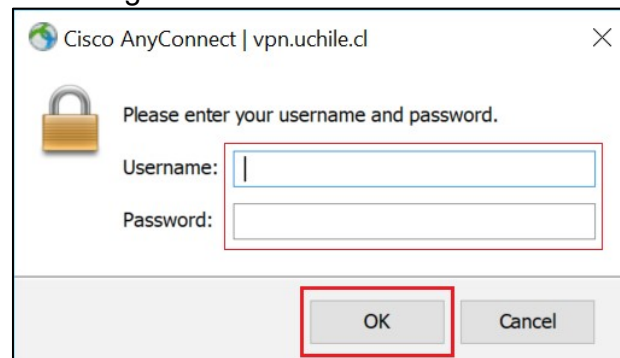 Cisco AnyConnect | vpn.uchile.cl
Please enter your username and password.
Username:
Password:
OK
Cancel